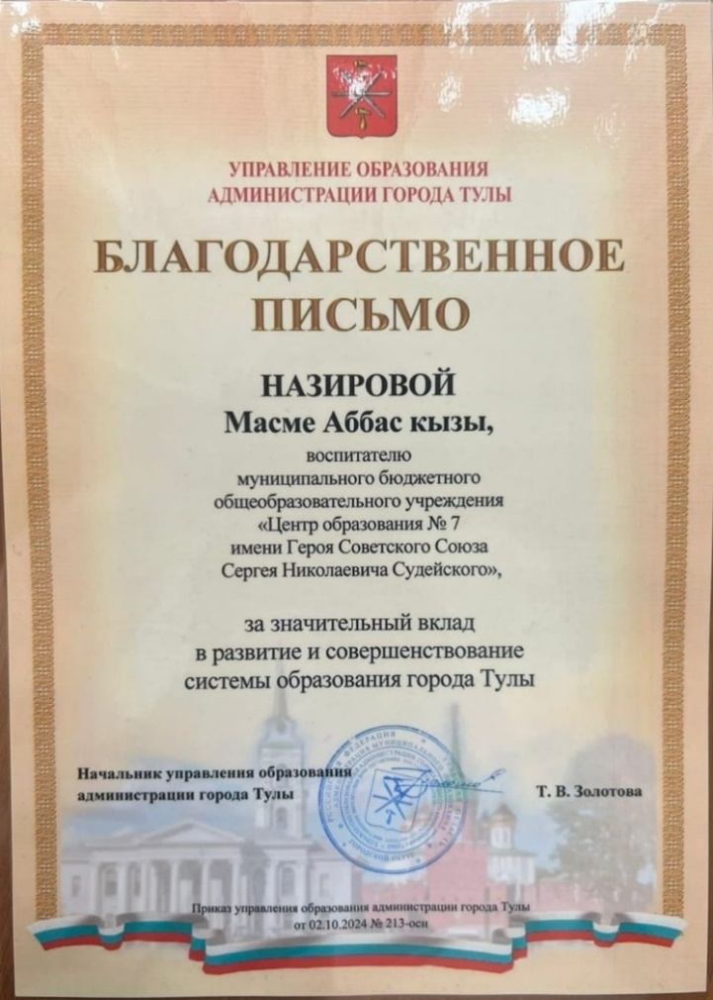 УПРАВЛЕНИЕ ОБРАЗОВАНИЯ
АДМИНИСТРАЦИИ ГОРОДА ТУЛЫ
БЛАГОДАРСТВЕННОЕ
ПИСЬМО
НАЗИРОВОЙ
Масме Аббас кызы,
воспитателю
муниципального бюджетного
общеобразовательного учреждения
«Центр образования № 7
имени Героя Советского Союза
Сергея Николаевича Судейского»,
за значительный вклад
в развитие и совершенствование
системы образования города Тулы
Начальник управления образования
администрации города Тулы
Т. В. Золотова
Приказ управления образования администрации города Тулы
от 02.10.2024 № 213-осн